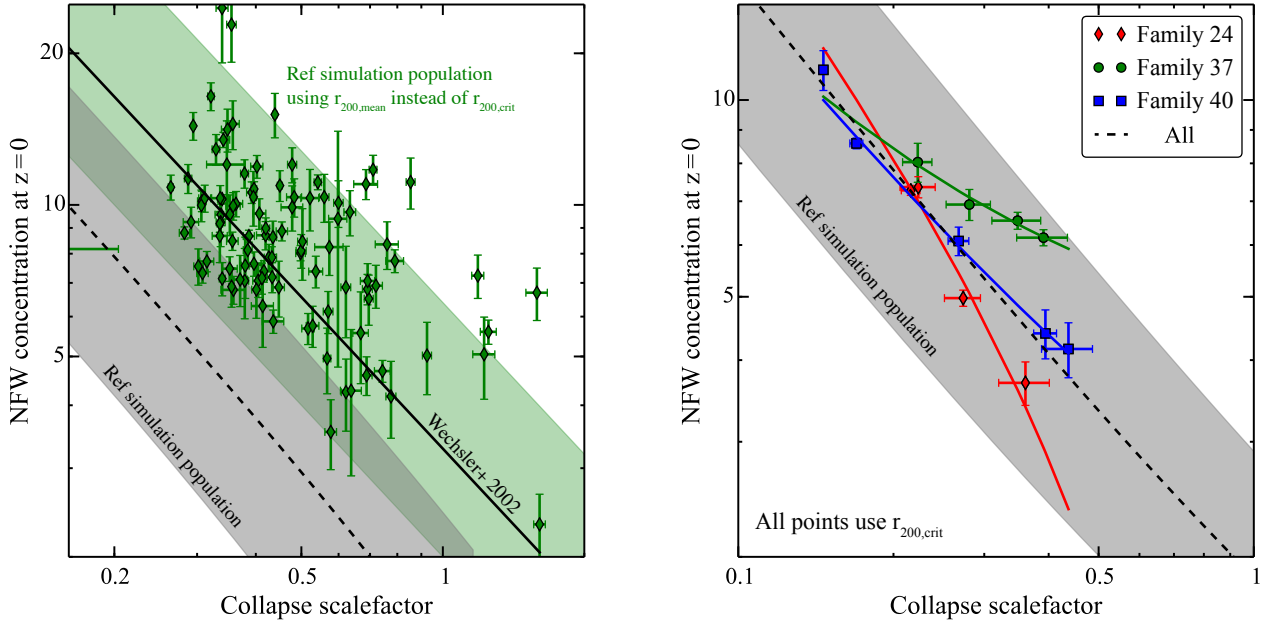 20
10
5
NFW concentration at z=0
Ref simulation population
using r200,mean instead of r200,crit
Wechsler+ 2002
Ref simulation population
0.2
0.5
1
Collapse scalefactor
10
5
NFW concentration at z=0
Family 24
Family 37
Family 40
All
Ref simulation population
All points use r200,crit
0.1
0.5
1
Collapse scalefactor